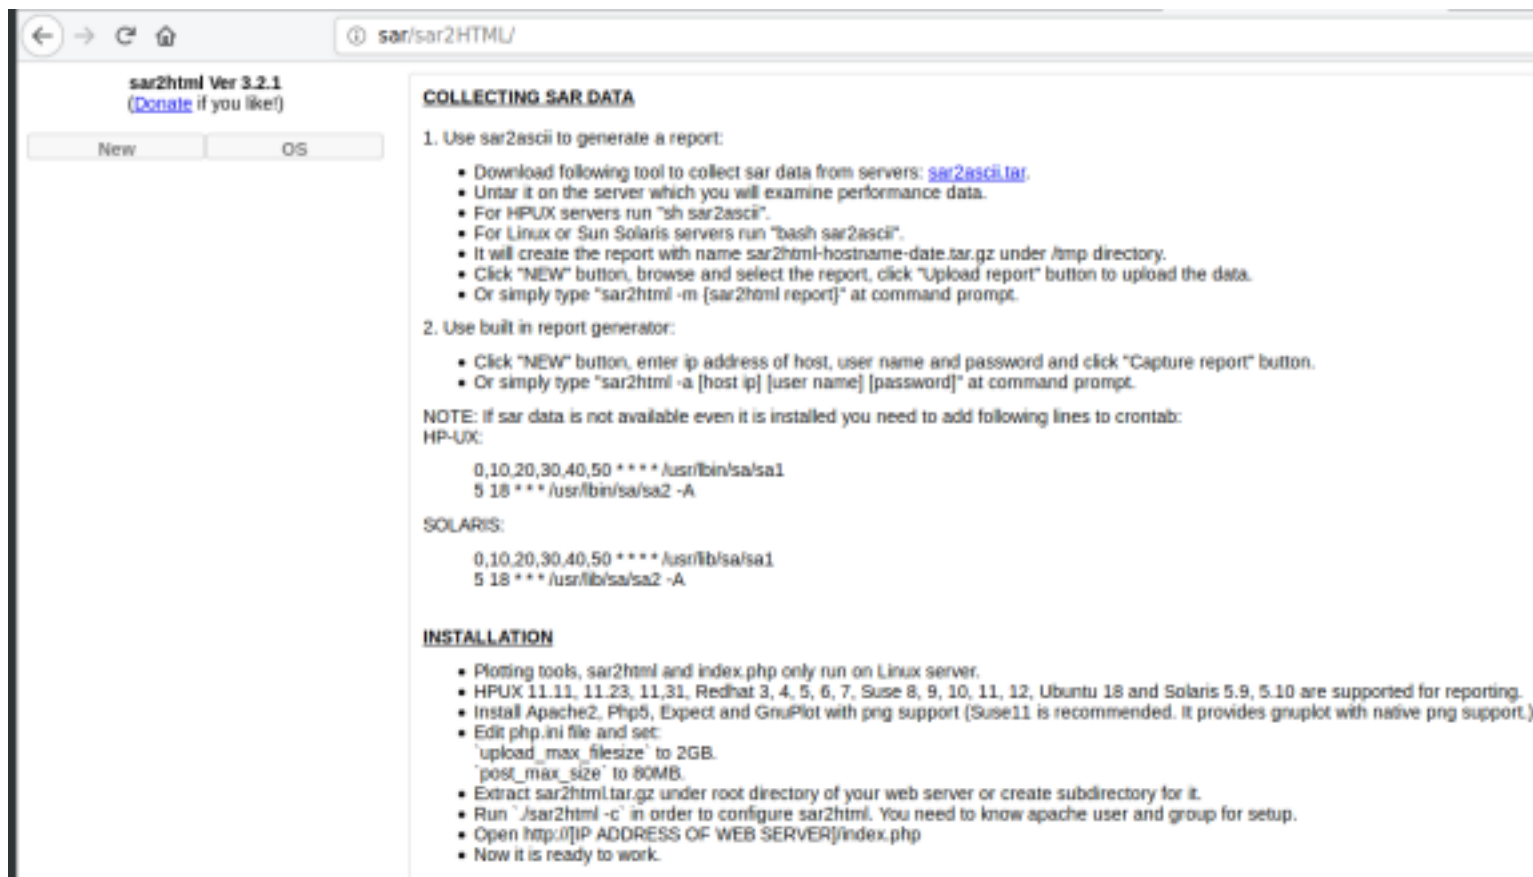 sar/sar2HTML/
sar2html Ver 3.2.1
(Donate if you like!)
New
OS
COLLECTING SAR DATA
1. Use sar2ascii to generate a report:
• Download following tool to collect sar data from servers: sar2ascii.tar.
• Untar it on the server which you will examine performance data.
• For HPUX servers run "sh sar2ascii".
• For Linux or Sun Solaris servers run "bash sar2ascii".
• It will create the report with name sar2html-hostname-date.tar.gz under /tmp directory.
• Click "NEW" button, browse and select the report, click "Upload report" button to upload the data.
• Or simply type "sar2html -m {sar2html report}" at command prompt.
2. Use built in report generator:
• Click "NEW" button, enter ip address of host, user name and password and click "Capture report" button.
• Or simply type "sar2html -a [host ip] [user name] [password]" at command prompt.
NOTE: If sar data is not available even it is installed you need to add following lines to crontab:
HP-UX:
0,10,20,30,40,50 * * * * /usr/lbin/sa/sa1
5 18 * * * /usr/lbin/sa/sa2 -A
SOLARIS:
0,10,20,30,40,50 * * * * /usr/lib/sa/sa1
5 18 * * * /usr/lib/sa/sa2 -A
INSTALLATION
• Plotting tools, sar2html and index.php only run on Linux server.
• HPUX 11.11, 11.23, 11,31, Redhat 3, 4, 5, 6, 7, Suse 8, 9, 10, 11, 12, Ubuntu 18 and Solaris 5.9, 5.10 are supported for reporting.
• Install Apache2, Php5, Expect and GnuPlot with png support (Suse11 is recommended. It provides gnuplot with native png support.)
• Edit php.ini file and set:
`upload_max_filesize` to 2GB.
`post_max_size` to 80MB.
• Extract sar2html.tar.gz under root directory of your web server or create subdirectory for it.
• Run `./sar2html -c` in order to configure sar2html. You need to know apache user and group for setup.
• Open http://[IP ADDRESS OF WEB SERVER]/index.php
• Now it is ready to work.